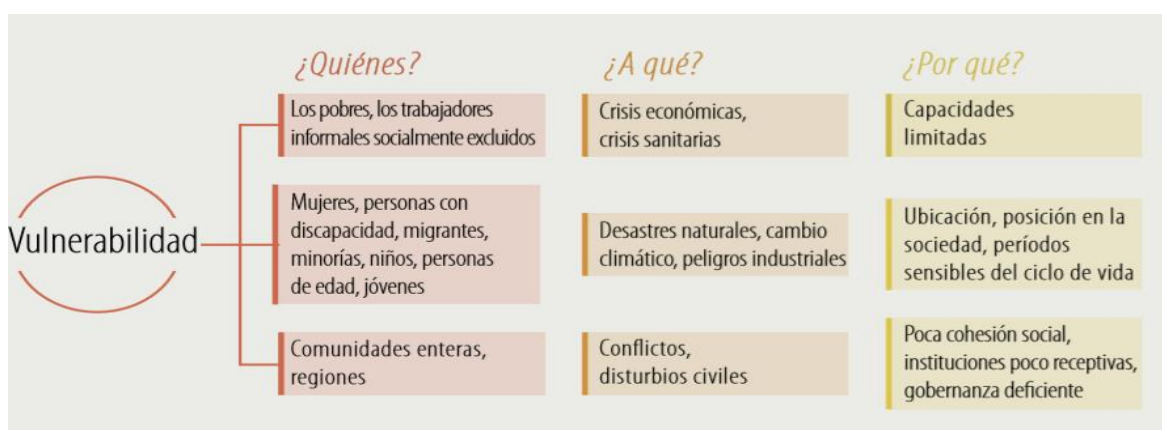 ¿Quiénes?
¿A qué?
¿Por qué?
Los pobres, los trabajadores
informales socialmente excluidos
Crisis económicas,
crisis sanitarias
Capacidades
limitadas
Vulnerabilidad
Mujeres, personas con
discapacidad, migrantes,
minorías, niños, personas
de edad, jóvenes
Desastres naturales, cambio
climático, peligros industriales
Ubicación, posición en la
sociedad, períodos
sensibles del ciclo de vida
Comunidades enteras,
regiones
Conflictos,
disturbios civiles
Poca cohesión social,
instituciones poco receptivas,
gobernanza deficiente